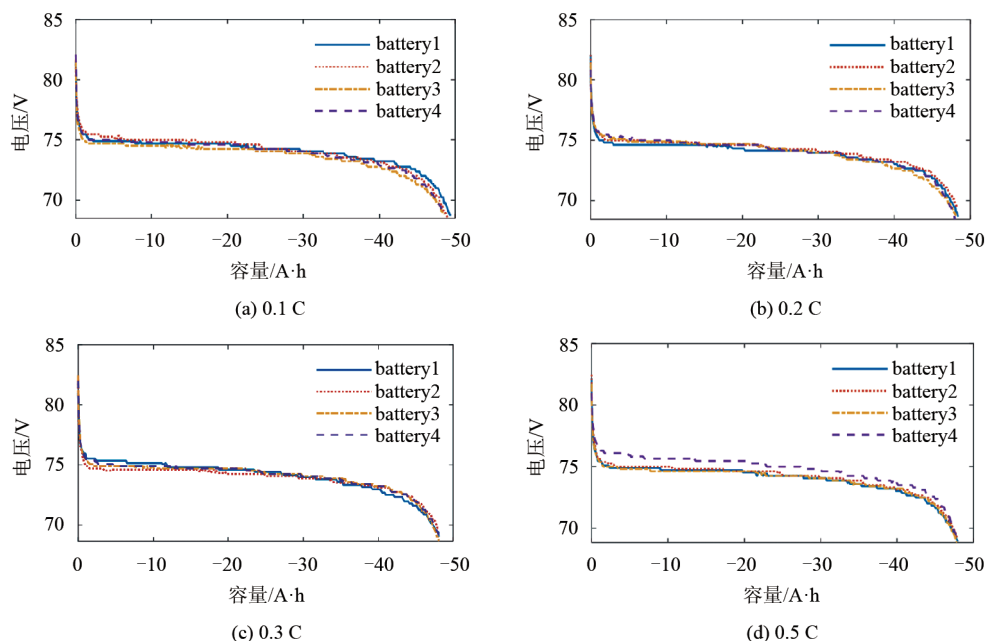 85
80
75
70
电压/V
battery1
battery2
battery3
battery4
0
−10
−20
−30
−40
−50
容量/A·h
(a) 0.1 C
85
80
75
70
电压/V
battery1
battery2
battery3
battery4
0
−10
−20
−30
−40
−50
容量/A·h
(b) 0.2 C
85
80
75
70
电压/V
battery1
battery2
battery3
battery4
0
−10
−20
−30
−40
−50
容量/A·h
(c) 0.3 C
85
80
75
70
电压/V
battery1
battery2
battery3
battery4
0
−10
−20
−30
−40
−50
容量/A·h
(d) 0.5 C